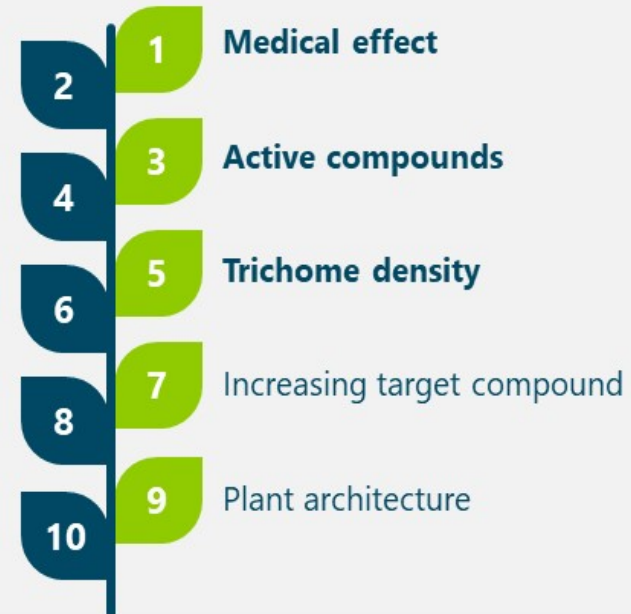 1 Medical effect
2
3 Active compounds
4
5 Trichome density
6
7 Increasing target compound
8
9 Plant architecture
10